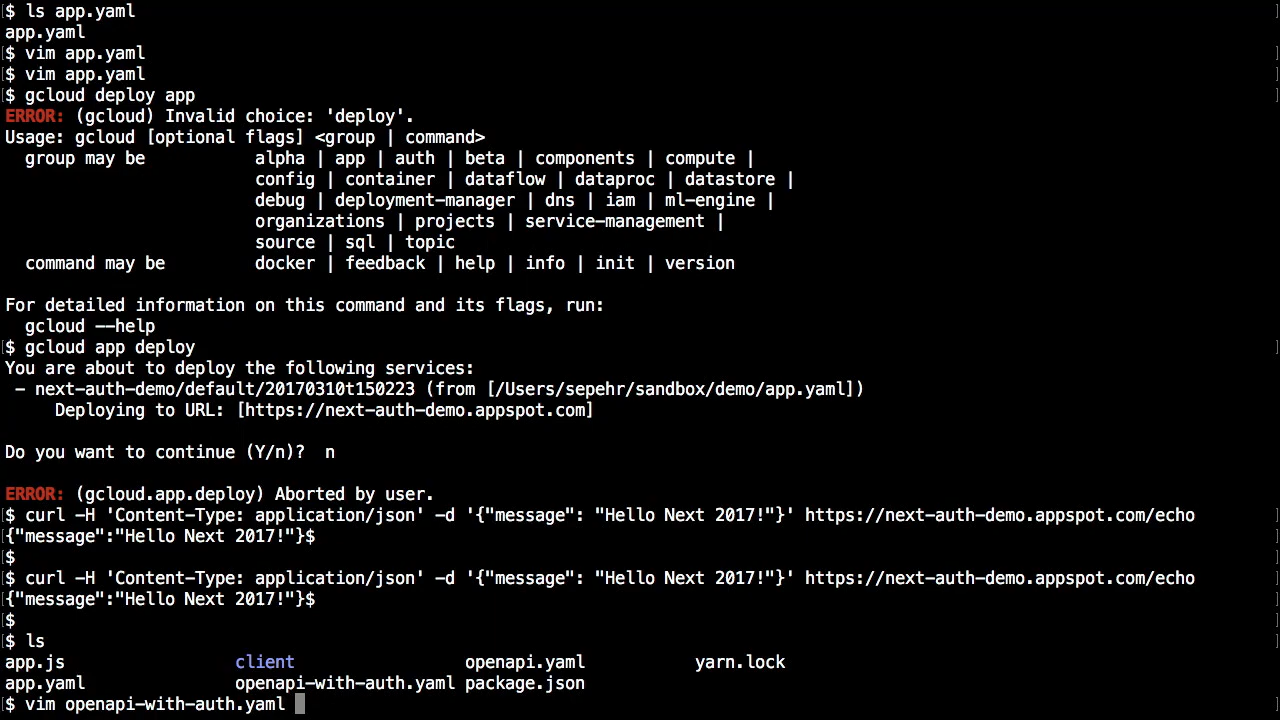 $ ls app.yaml
app.yaml
$ vim app.yaml
$ vim app.yaml
$ gcloud deploy app
ERROR: (gcloud) Invalid choice: 'deploy'.
Usage: gcloud [optional flags] <group | command>
  group may be           alpha | app | auth | beta | components | compute |
                         config | container | dataflow | dataproc | datastore |
                         debug | deployment-manager | dns | iam | ml-engine |
                         organizations | projects | service-management |
                         source | sql | topic
  command may be         docker | feedback | help | info | init | version

For detailed information on this command and its flags, run:
  gcloud --help
$ gcloud app deploy
You are about to deploy the following services:
 - next-auth-demo/default/20170310t150223 (from [/Users/sepehr/sandbox/demo/app.yaml])
     Deploying to URL: [https://next-auth-demo.appspot.com]

Do you want to continue (Y/n)?  n

ERROR: (gcloud.app.deploy) Aborted by user.
$ curl -H 'Content-Type: application/json' -d '{"message": "Hello Next 2017!"}' https://next-auth-demo.appspot.com/echo
{"message":"Hello Next 2017!"}$
$
$ curl -H 'Content-Type: application/json' -d '{"message": "Hello Next 2017!"}' https://next-auth-demo.appspot.com/echo
{"message":"Hello Next 2017!"}$
$
$ ls
app.js                 client                 openapi.yaml           yarn.lock
app.yaml               openapi-with-auth.yaml package.json
$ vim openapi-with-auth.yaml